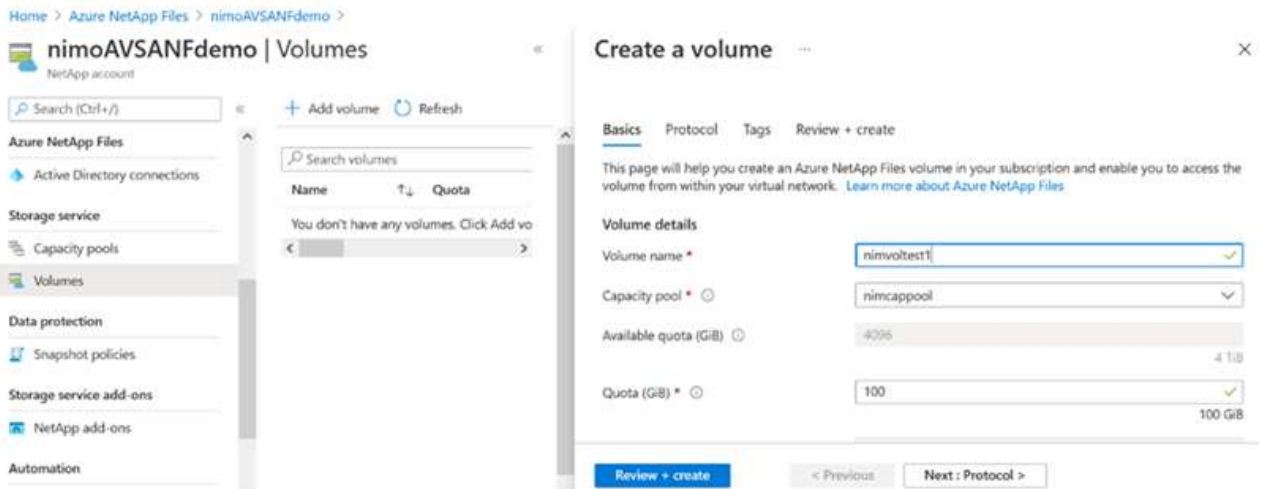 Home > Azure NetApp Files > nimoAVSANFdemo >
nimoAVSANFdemo | Volumes
NetApp account
Search (Ctrl+/)
Azure NetApp Files
Active Directory connections
Storage service
Capacity pools
Volumes
Data protection
Snapshot policies
Storage service add-ons
NetApp add-ons
Automation
Add volume Refresh
Search volumes
Name Quota
You don't have any volumes. Click Add vo
Create a volume
Basics Protocol Tags Review + create
This page will help you create an Azure NetApp Files volume in your subscription and enable you to access the
volume from within your virtual network. Learn more about Azure NetApp Files
Volume details
Volume name * nimvoltest1
Capacity pool * nimcappool
Available quota (GiB) 4096
4 TiB
Quota (GiB) * 100
100 GiB
Review + create < Previous Next : Protocol >